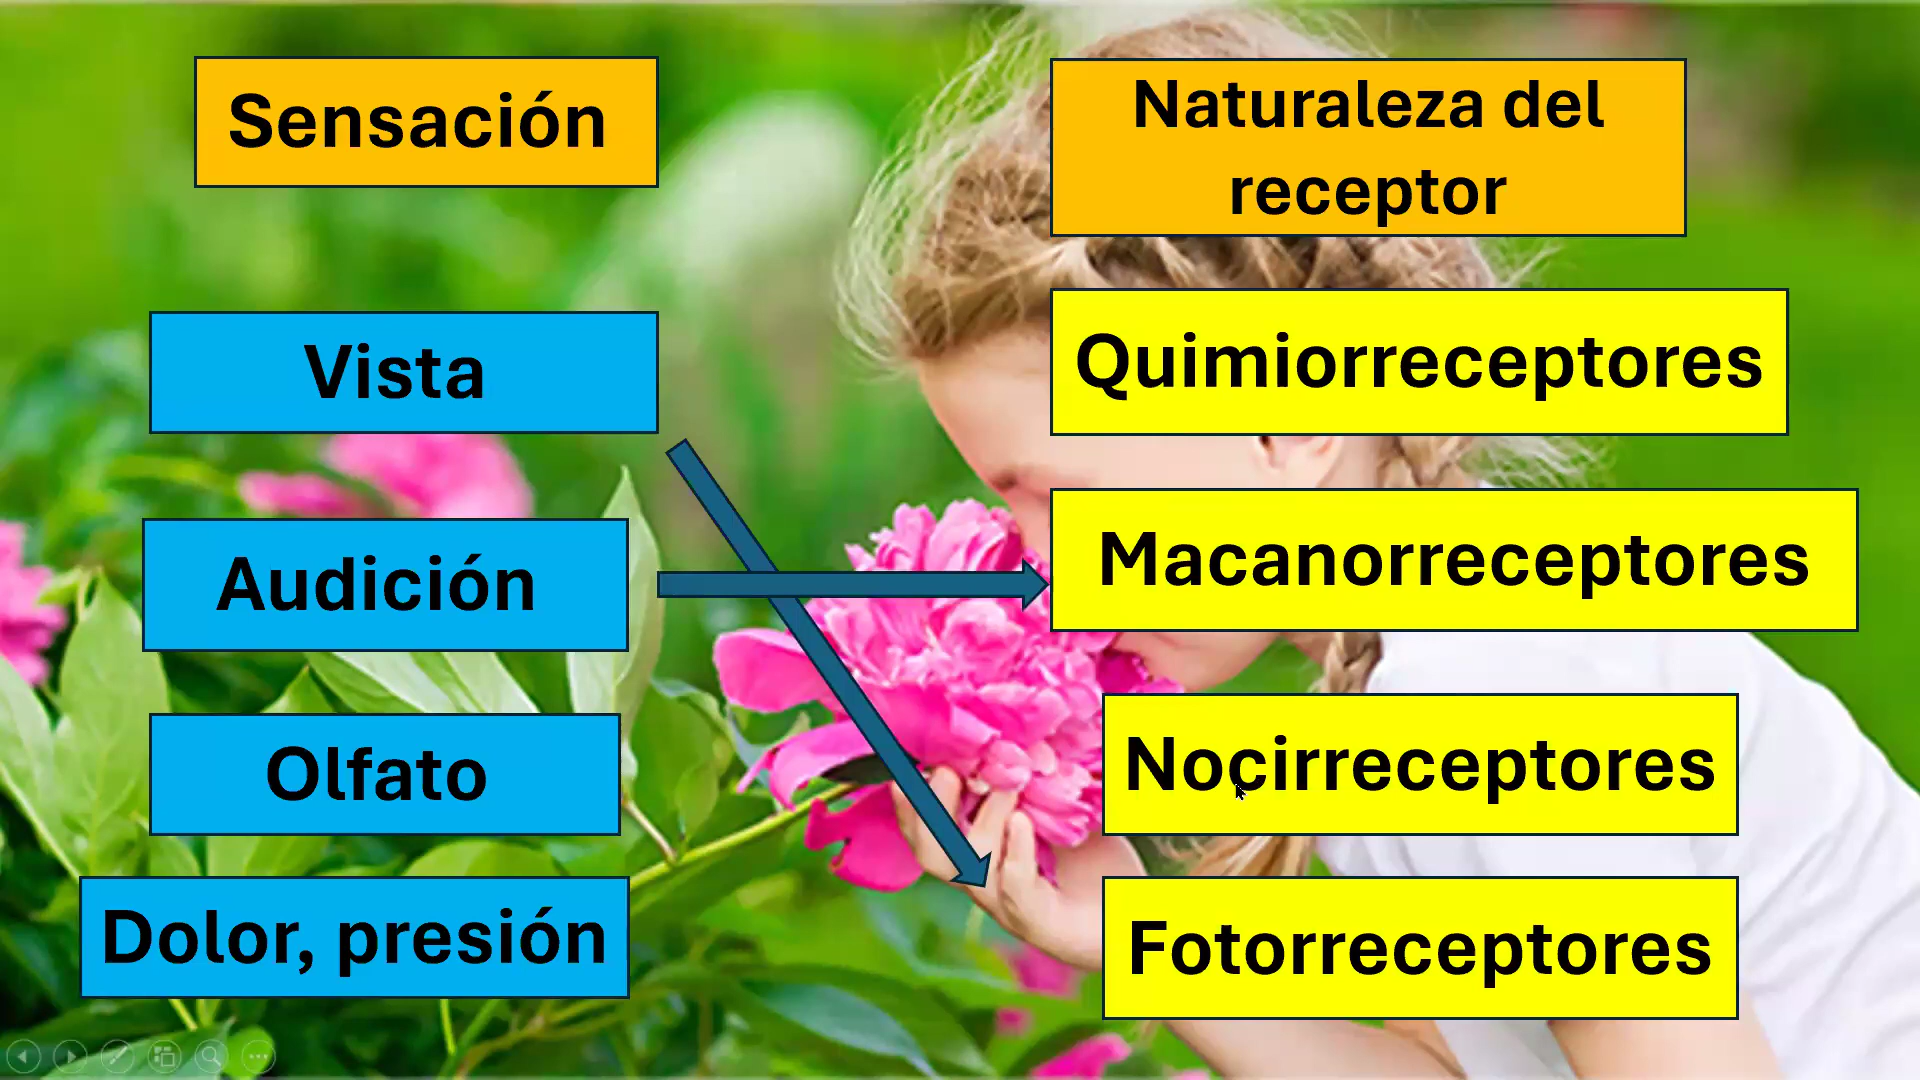 Sensación
Naturaleza del
receptor
Vista
Quimiorreceptores
Audición
Macanorreceptores
Olfato
Nocirreceptores
Dolor, presión
Fotorreceptores